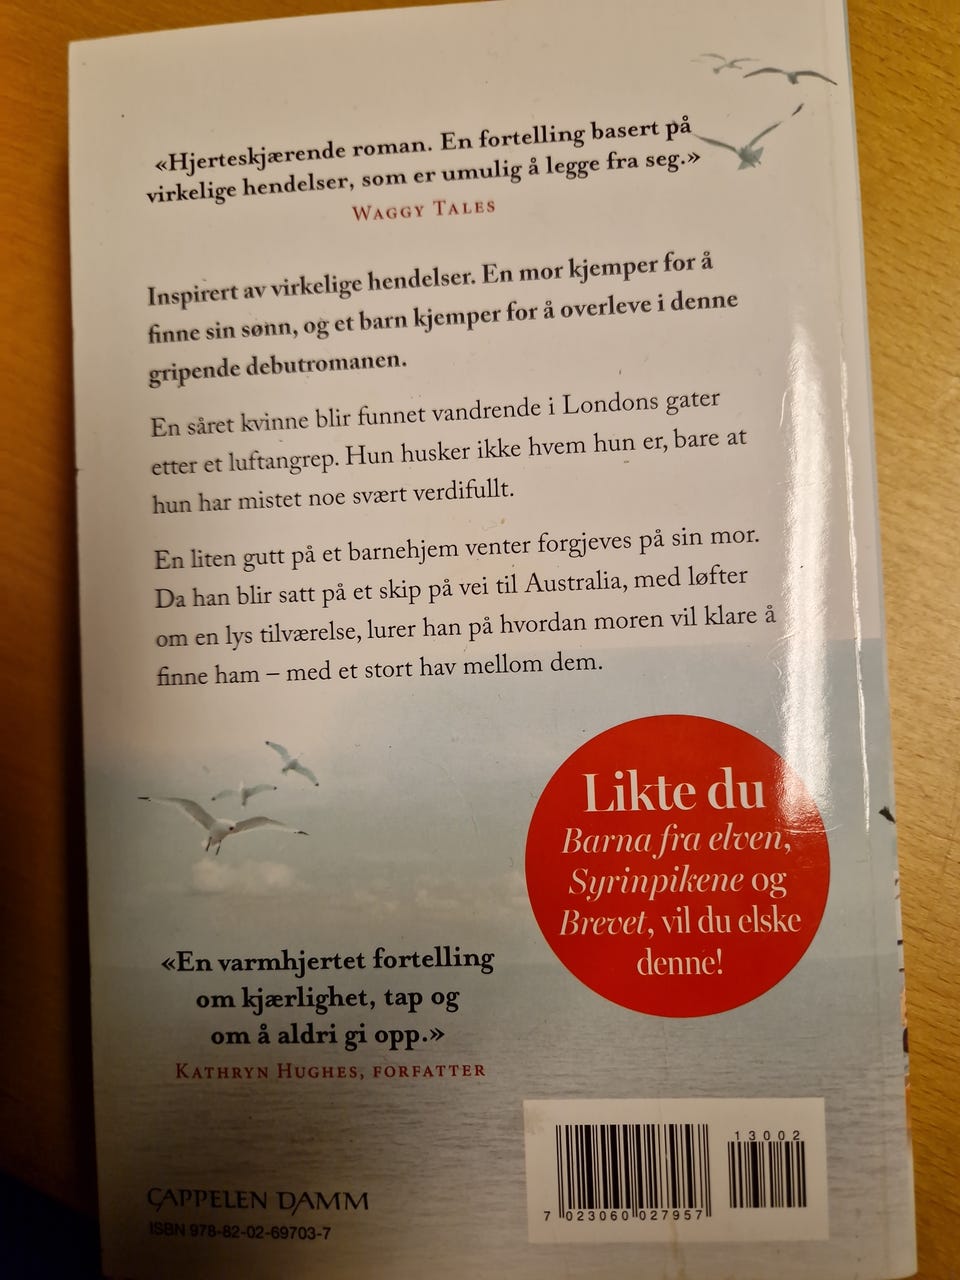 «Hjerteskjærende roman. En fortelling basert på
virkelige hendelser, som er umulig å legge fra seg.»
WAGGY TALES
Inspirert av virkelige hendelser. En mor kjemper for å
finne sin sønn, og et barn kjemper for å overleve i denne
gripende debutromanen.
En såret kvinne blir funnet vandrende i Londons gater
etter et luftangrep. Hun husker ikke hvem hun er, bare at
hun har mistet noe svært verdifullt.
En liten gutt på et barnehjem venter forgjeves på sin mor.
Da han blir satt på et skip på vei til Australia, med løfter
om en lys tilværelse, lurer han på hvordan moren vil klare å
finne ham – med et stort hav mellom dem.
Likte du
Barna fra elven,
Syrinpikene og
Brevet, vil du elske
denne!
«En varmhjertet fortelling
om kjærlighet, tap og
om å aldri gi opp.»
KATHRYN HUGHES, FORFATTER
13002
7 023060 027957
CAPPELEN DAMM
ISBN 978-82-02-69703-7